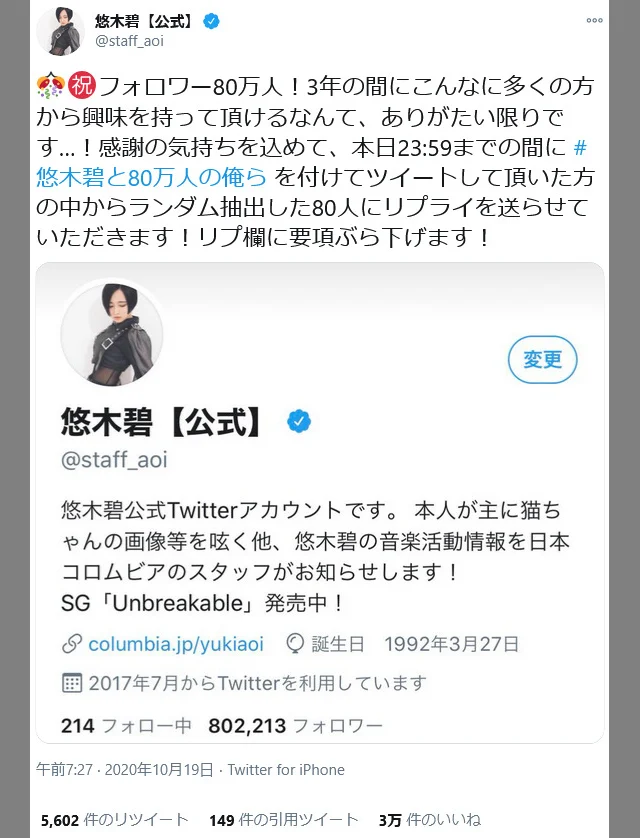 悠木碧【公式】
@staff_aoi
🎊㊗フォロワー80万人！3年の間にこんなに多くの方
から興味を持って頂けるなんて、ありがたい限りで
す...！感謝の気持ちを込めて、本日23:59までの間に #
悠木碧と80万人の俺ら を付けてツイートして頂いた方
の中からランダム抽出した80人にリプライを送らせて
いただきます！リプ欄に要項ぶら下げます！
変更
悠木碧【公式】
@staff_aoi
悠木碧公式Twitterアカウントです。 本人が主に猫ち
ゃんの画像等を呟く他、悠木碧の音楽活動情報を日本
コロムビアのスタッフがお知らせします！
SG「Unbreakable」発売中！
columbia.jp/yukiaoi 誕生日 1992年3月27日
2017年7月からTwitterを利用しています
214 フォロー中 802,213 フォロワー
午前7:27 · 2020年10月19日 · Twitter for iPhone
5,602 件のリツイート 149 件の引用ツイート 3万 件のいいね